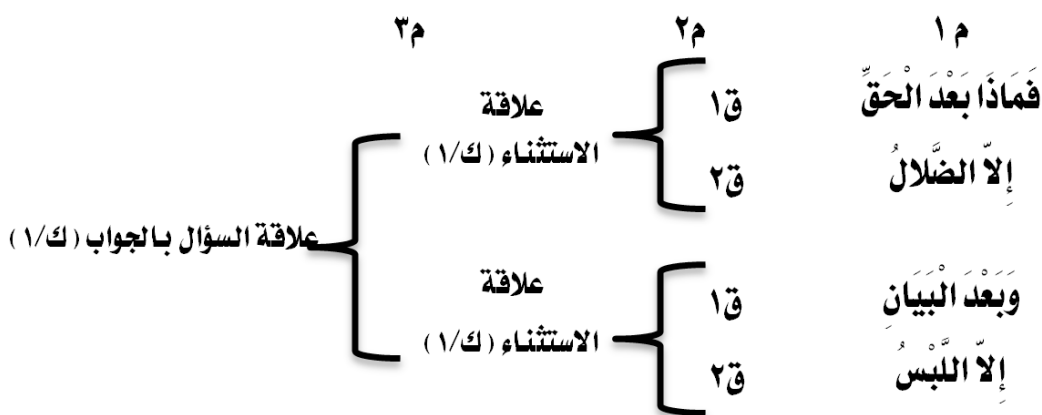 م ١ م٢ م٣
فَمَاذَا بَعْدَ الْحَقِّ ق١ علاقة
إِلاّ الضَّلالُ ق٢ الاستثناء (ك/١)
علاقة السؤال بالجواب (ك/١)
وَبَعْدَ الْبَيَانِ ق١ علاقة
إِلاّ اللَّبْسُ ق٢ الاستثناء (ك/١)